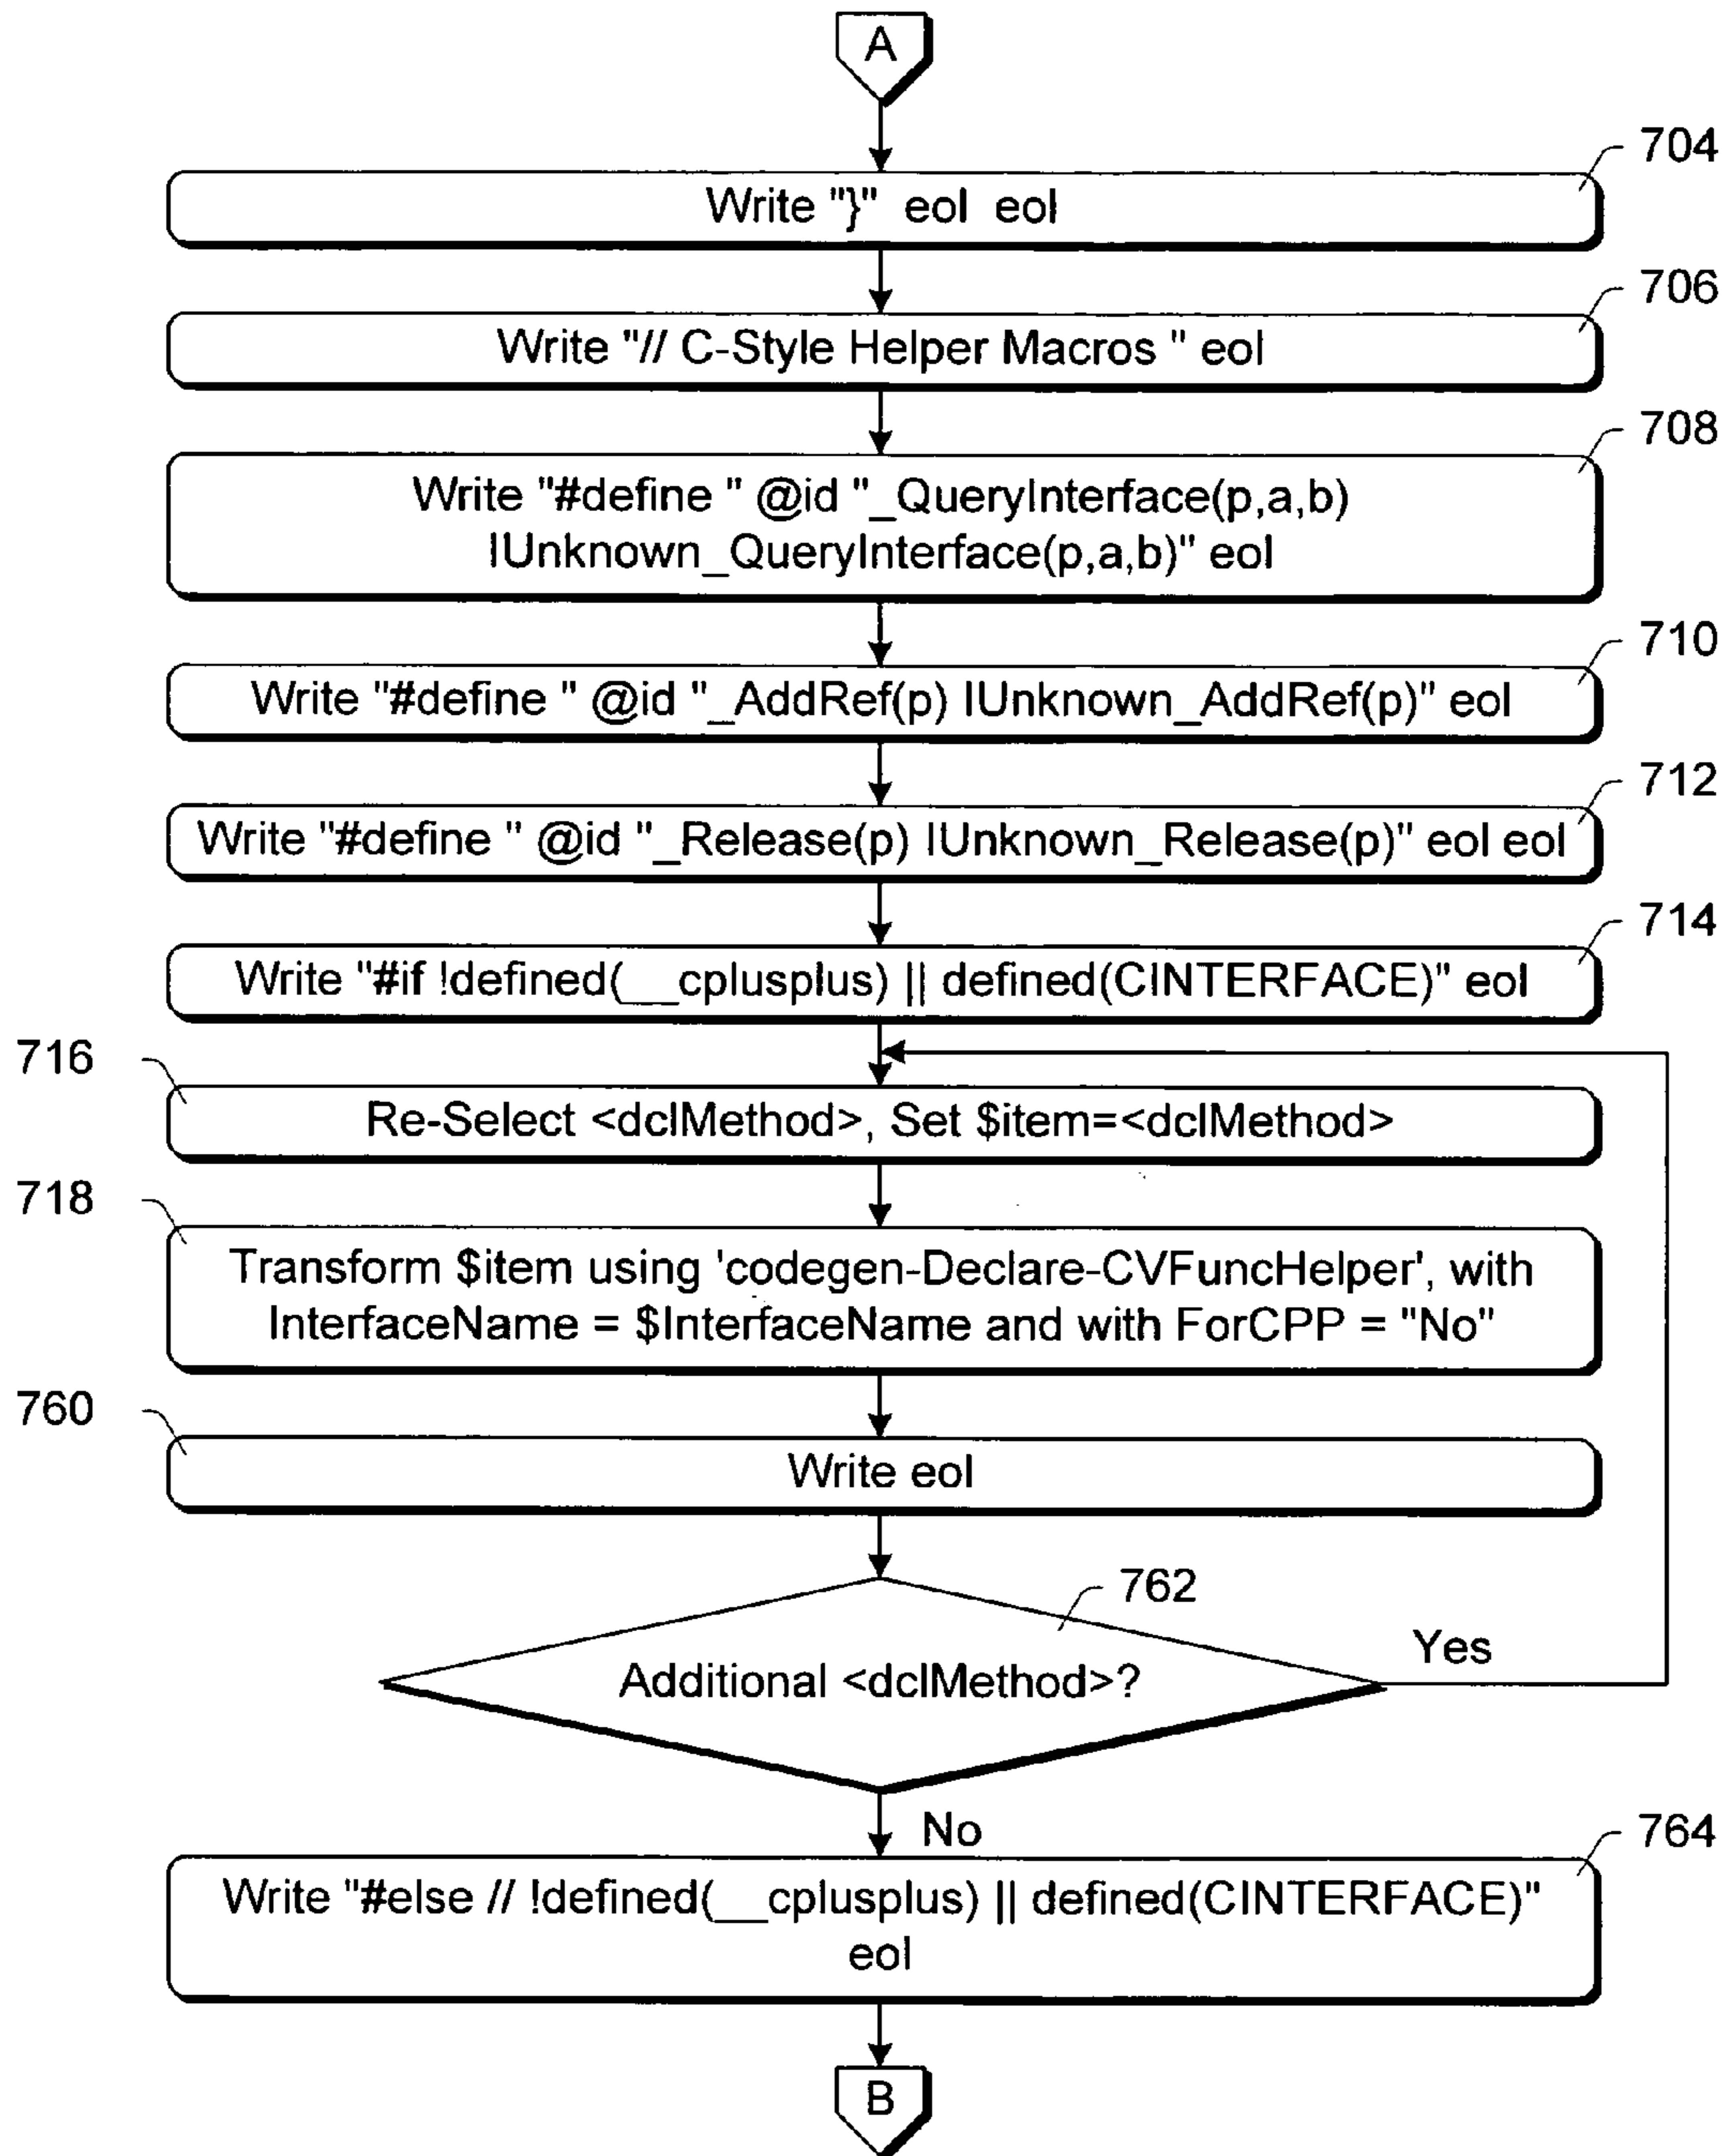 A
704
Write "}" eol eol
706
Write "// C-Style Helper Macros " eol
708
Write "#define " @id "_QueryInterface(p,a,b)
IUnknown_QueryInterface(p,a,b)" eol
710
Write "#define " @id "_AddRef(p) IUnknown_AddRef(p)" eol
712
Write "#define " @id "_Release(p) IUnknown_Release(p)" eol eol
714
Write "#if !defined(__cplusplus) || defined(CINTERFACE)" eol
716
Re-Select <dclMethod>, Set $item=<dclMethod>
718
Transform $item using 'codegen-Declare-CVFuncHelper', with
InterfaceName = $InterfaceName and with ForCPP = "No"
760
Write eol
762
Additional <dclMethod>?
Yes
No
764
Write "#else // !defined(__cplusplus) || defined(CINTERFACE)"
eol
B